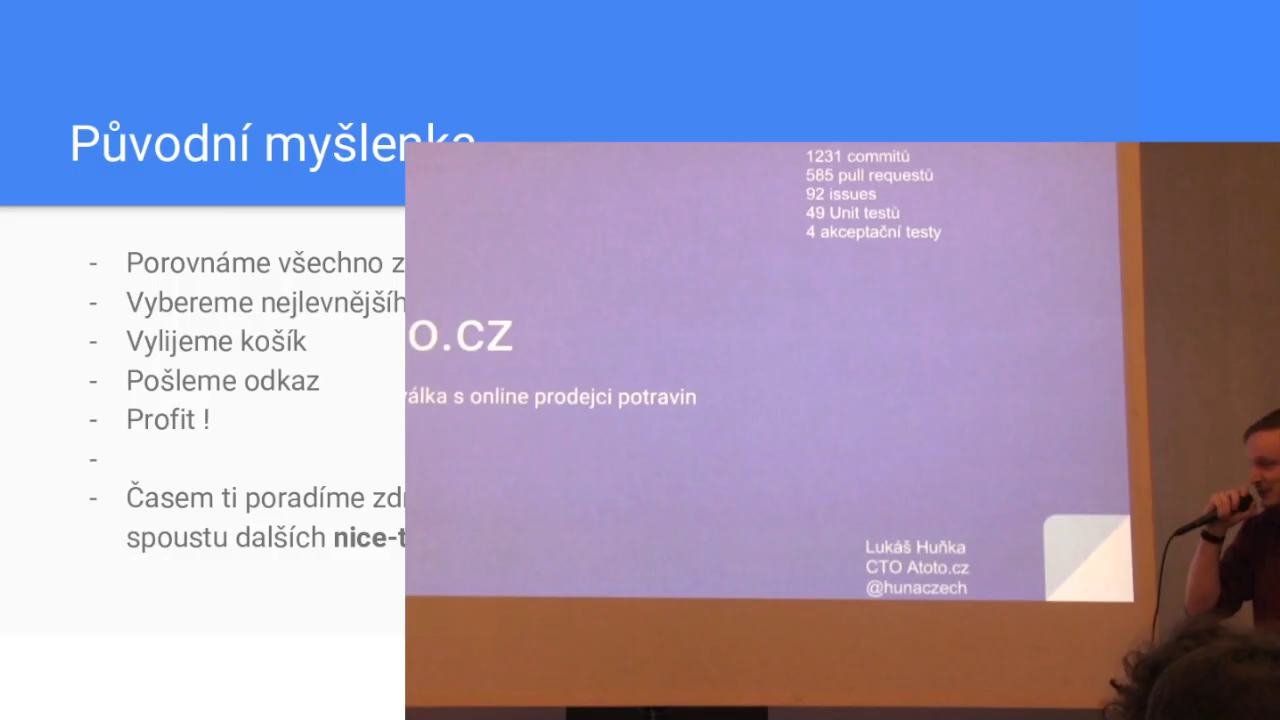 Původní myšlenka
- Porovnáme všechno z
- Vybereme nejlevnějšíh
- Vylijeme košík
- Pošleme odkaz
- Profit !
-
- Časem ti poradíme zd
spoustu dalších nice-t
1231 commitů
585 pull requestů
92 issues
49 Unit testů
4 akceptační testy
o.cz
válka s online prodejci potravin
Lukáš Huňka
CTO Atoto.cz
@hunaczech